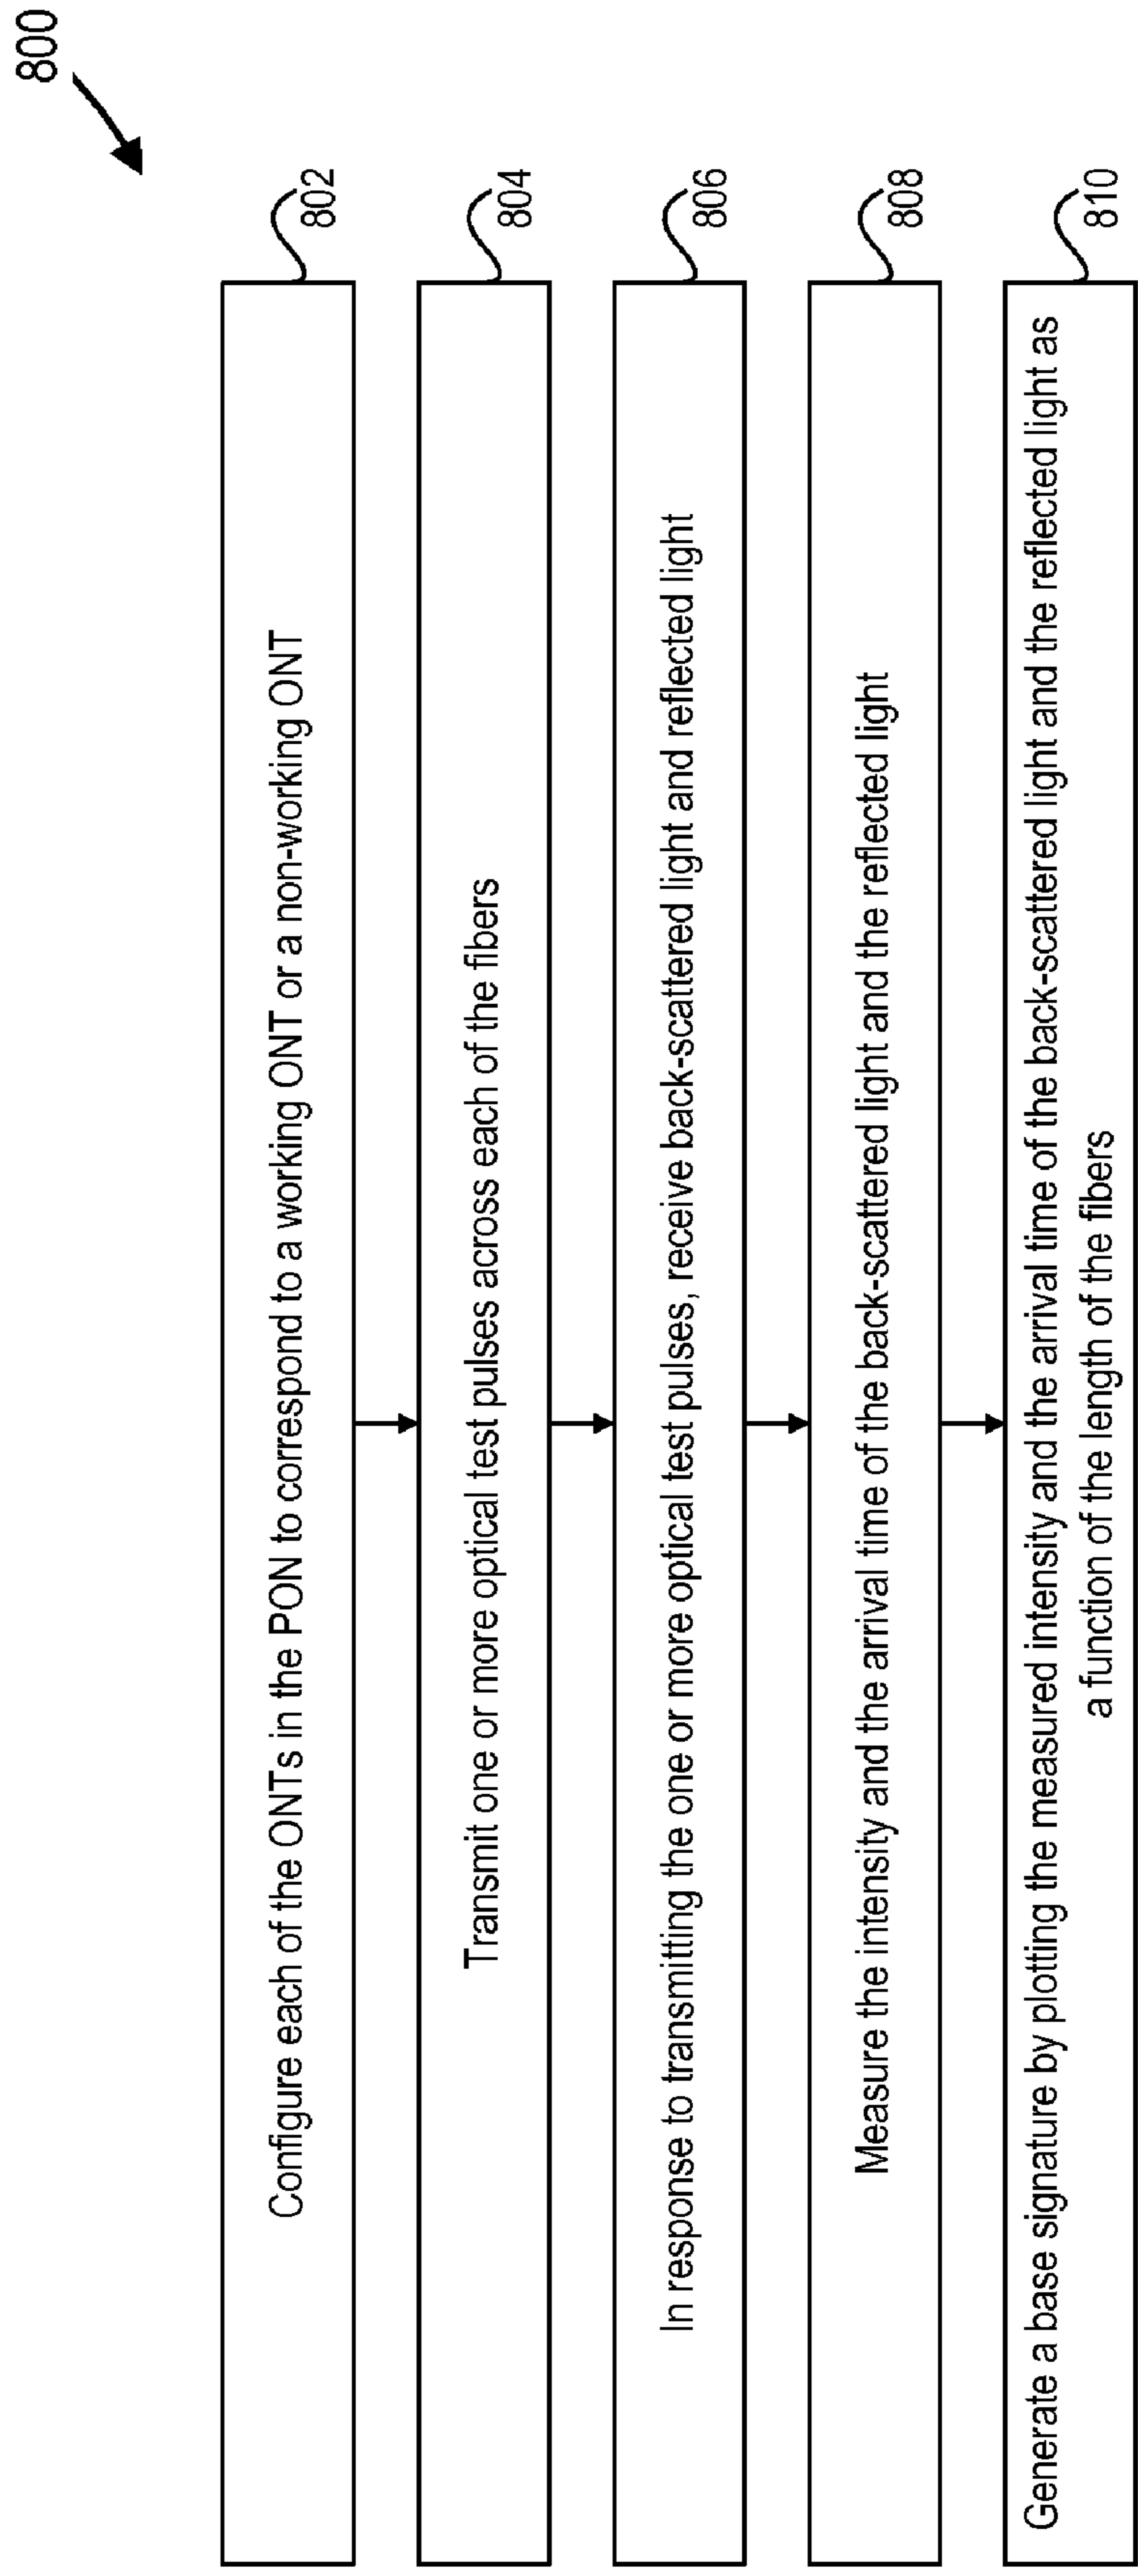 800
Configure each of the ONTs in the PON to correspond to a working ONT or a non-working ONT
802
Transmit one or more optical test pulses across each of the fibers
804
In response to transmitting the one or more optical test pulses, receive back-scattered light and reflected light
806
Measure the intensity and the arrival time of the back-scattered light and the reflected light
808
Generate a base signature by plotting the measured intensity and the arrival time of the back-scattered light and the reflected light as
a function of the length of the fibers
810